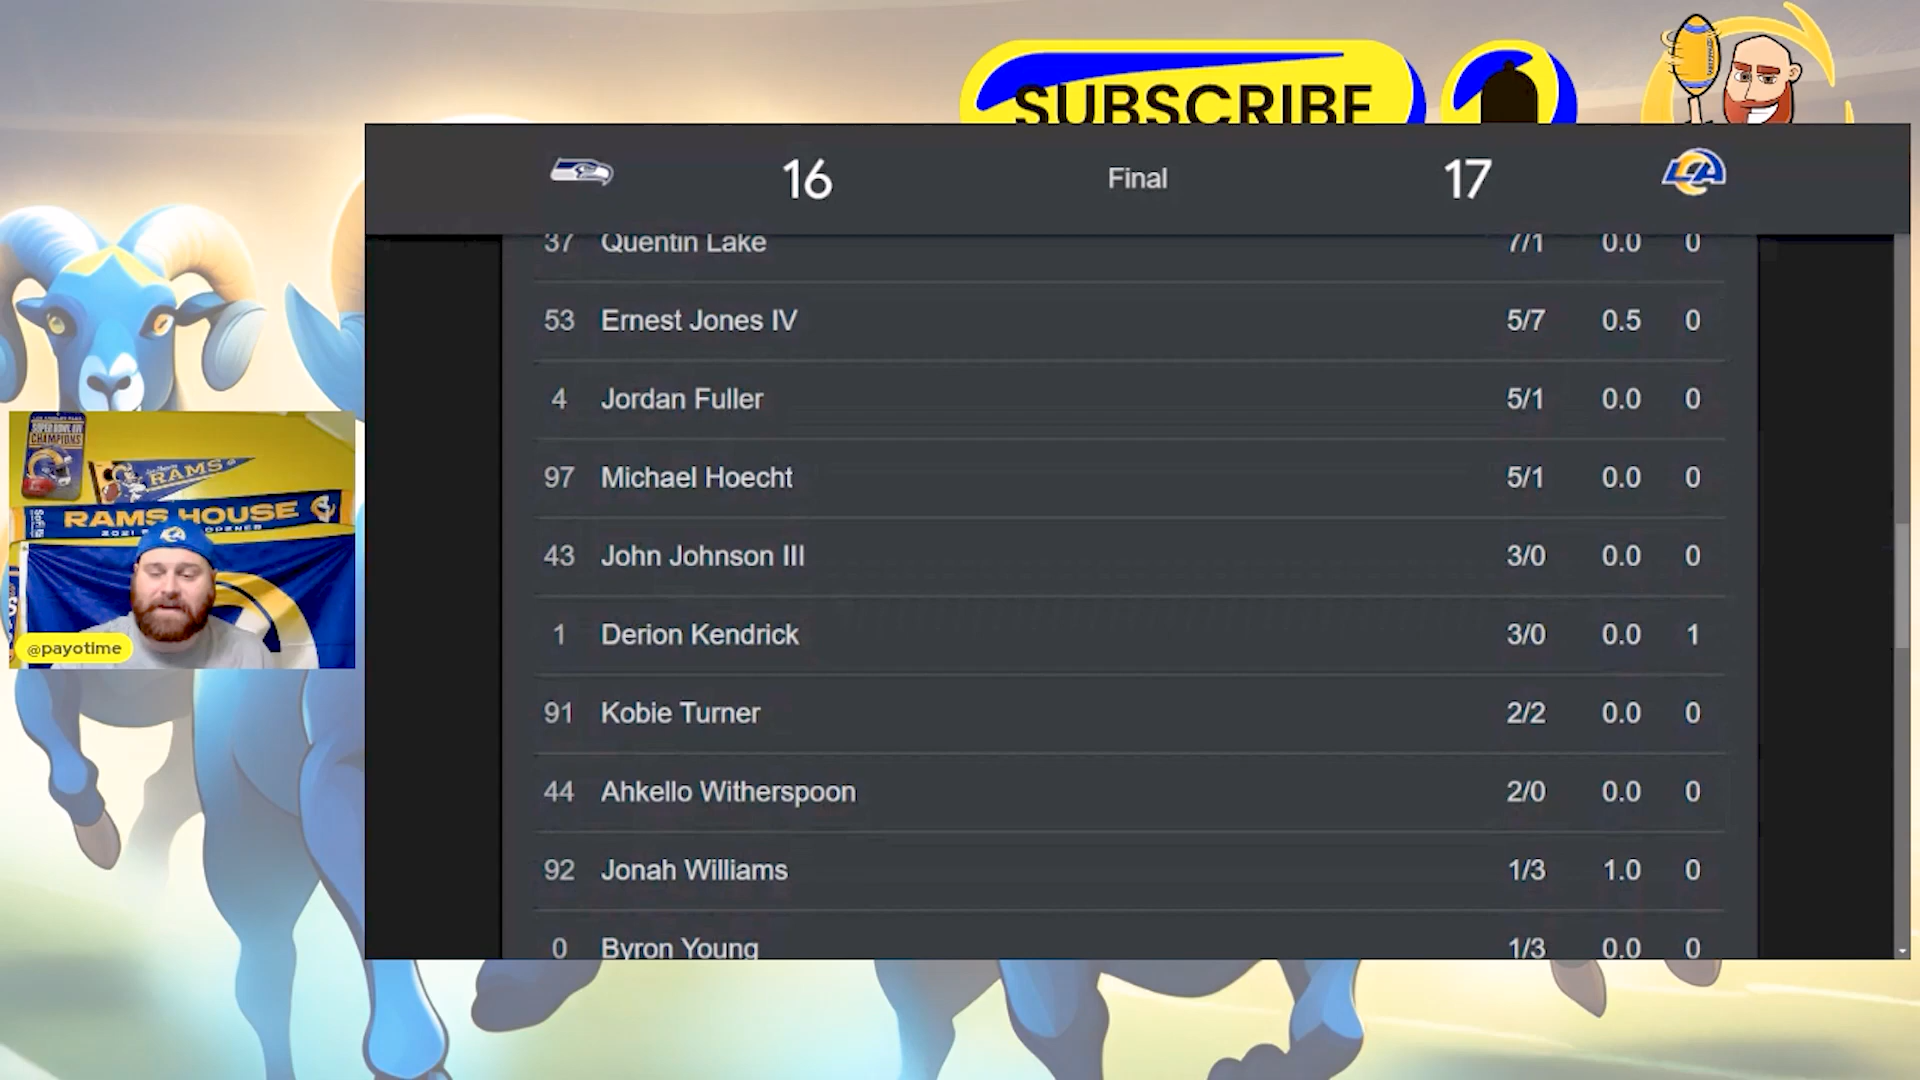 SUBSCRIBE
16 Final 17 LA
37 Quentin Lake 7/1 0.0 0
53 Ernest Jones IV 5/7 0.5 0
4 Jordan Fuller 5/1 0.0 0
97 Michael Hoecht 5/1 0.0 0
43 John Johnson III 3/0 0.0 0
1 Derion Kendrick 3/0 0.0 1
91 Kobie Turner 2/2 0.0 0
44 Ahkello Witherspoon 2/0 0.0 0
92 Jonah Williams 1/3 1.0 0
0 Byron Young 1/3 0.0 0
CHAMPIONS
RAMS
RAMS HOUSE
@payotime